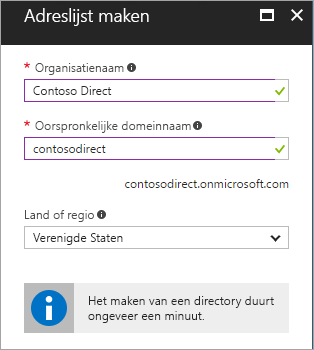 Adreslijst maken
* Organisatienaam
Contoso Direct
* Oorspronkelijke domeinnaam
contosodirect
contosodirect.onmicrosoft.com
Land of regio
Verenigde Staten
Het maken van een directory duurt
ongeveer een minuut.